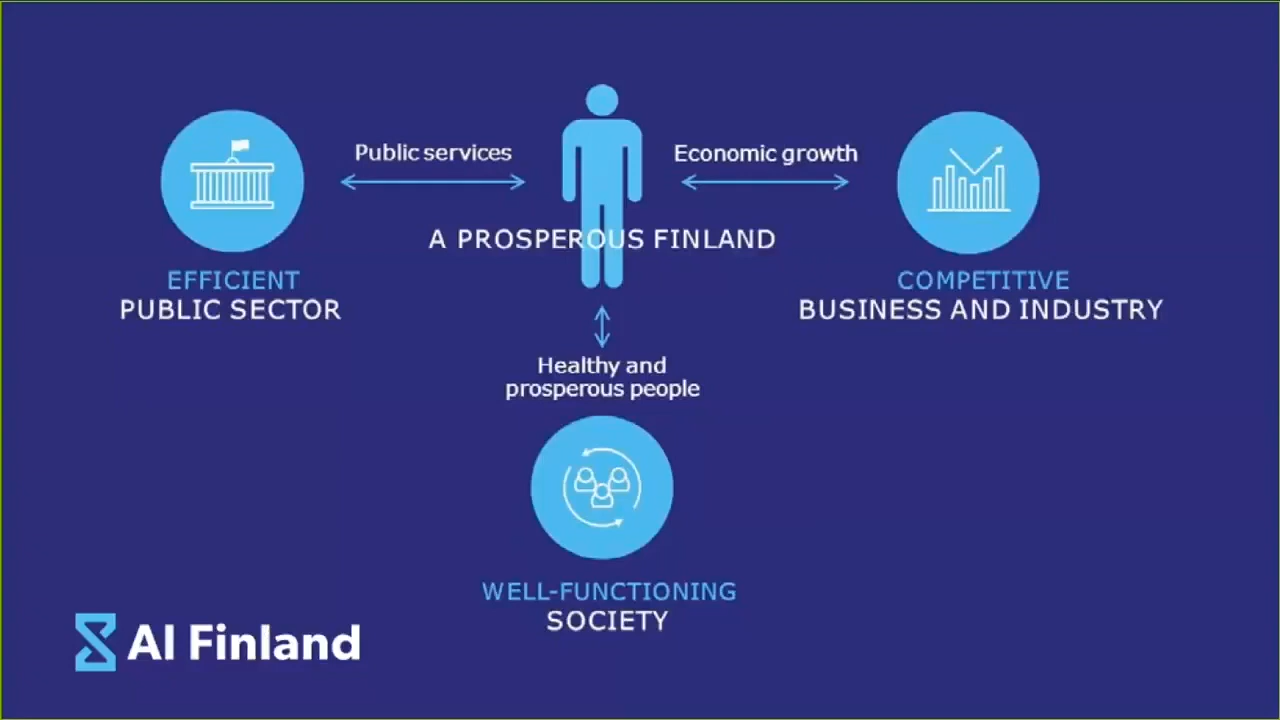 Public services
Economic growth
A PROSPEROUS FINLAND
EFFICIENT
PUBLIC SECTOR
COMPETITIVE
BUSINESS AND INDUSTRY
Healthy and
prosperous people
WELL-FUNCTIONING
SOCIETY
AI Finland